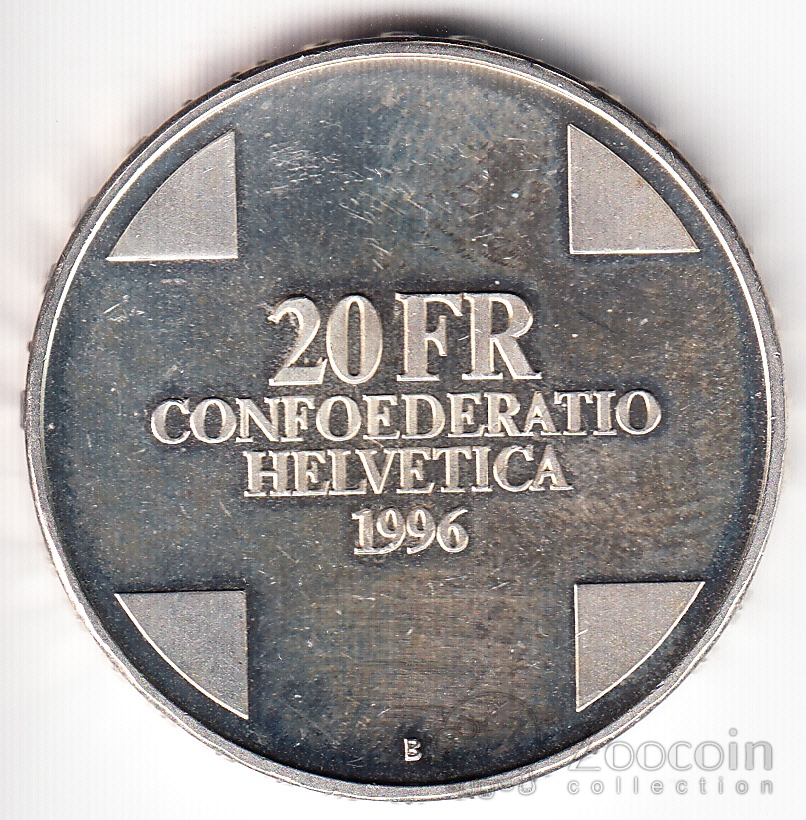 20 FR
CONFOEDERATIO
HELVETICA
1996
B
zoocoin
collection